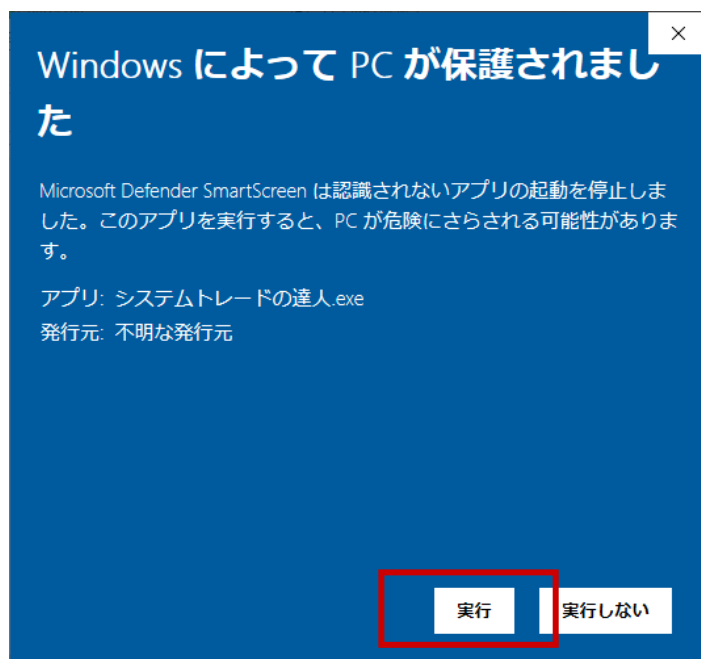 Windows によって PC が保護されまし
た
Microsoft Defender SmartScreen は認識されないアプリの起動を停止しま
した。このアプリを実行すると、PC が危険にさらされる可能性がありま
す。
アプリ: システムトレードの達人.exe
発行元: 不明な発行元
実行
実行しない